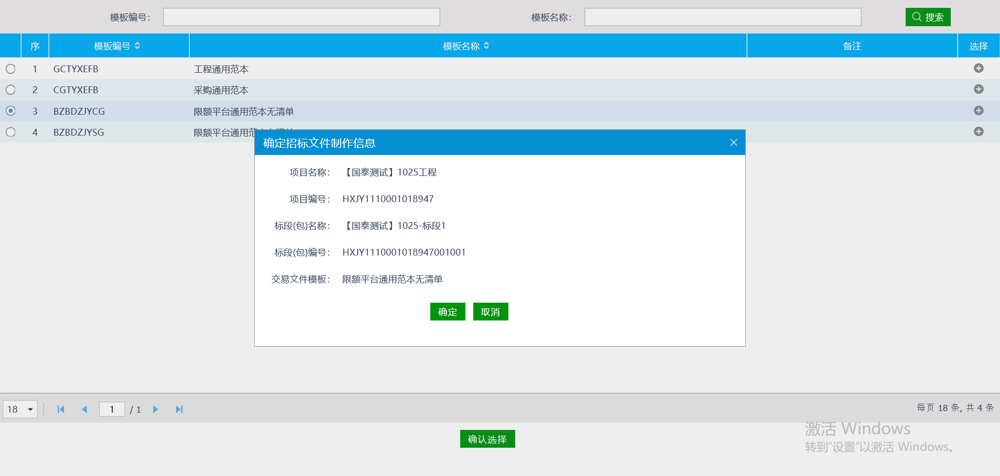 模板编号： 模板名称： 搜索
序 模板编号 模板名称 备注 选择
1 GCTYXEFB 工程通用范本
2 CGTYXEFB 采购通用范本
3 BZBDZJYCG 限额平台通用范本无清单
4 BZBDZJYSG 限额平台通用范
确定招标文件制作信息
项目名称： 【国泰测试】1025工程
项目编号： HXJY1110001018947
标段(包)名称： 【国泰测试】1025-标段1
标段(包)编号： HXJY1110001018947001001
交易文件模板： 限额平台通用范本无清单
确定 取消
18 1 / 1 每页 18 条, 共 4 条
确认选择
激活 Windows
转到“设置”以激活 Windows。